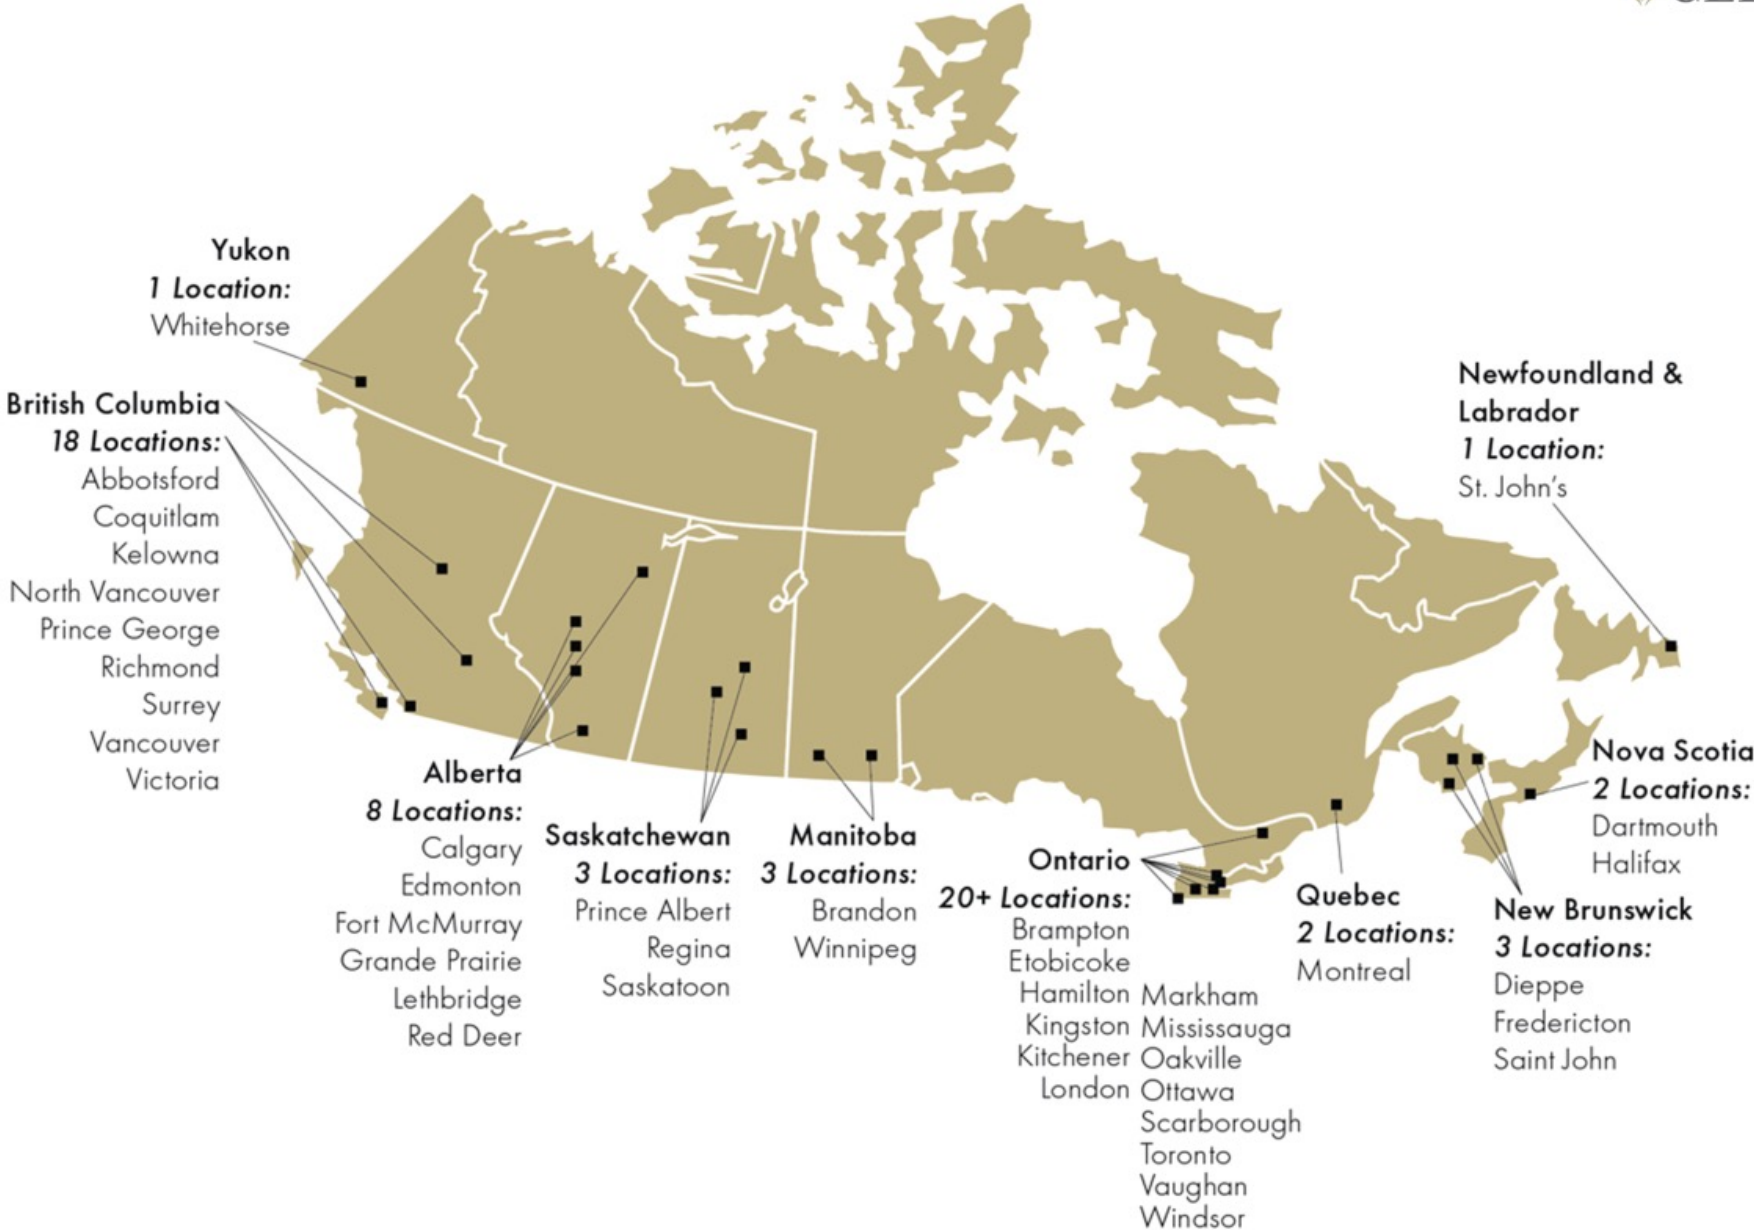 Yukon
1 Location:
Whitehorse
British Columbia
18 Locations:
Abbotsford
Coquitlam
Kelowna
North Vancouver
Prince George
Richmond
Surrey
Vancouver
Victoria
Alberta
8 Locations:
Calgary
Edmonton
Fort McMurray
Grande Prairie
Lethbridge
Red Deer
Saskatchewan
3 Locations:
Prince Albert
Regina
Saskatoon
Manitoba
3 Locations:
Brandon
Winnipeg
Ontario
20+ Locations:
Brampton
Etobicoke
Hamilton
Kingston
Kitchener
London
Markham
Mississauga
Oakville
Ottawa
Scarborough
Toronto
Vaughan
Windsor
Quebec
2 Locations:
Montreal
New Brunswick
3 Locations:
Dieppe
Fredericton
Saint John
Nova Scotia
2 Locations:
Dartmouth
Halifax
Newfoundland &
Labrador
1 Location:
St. John's